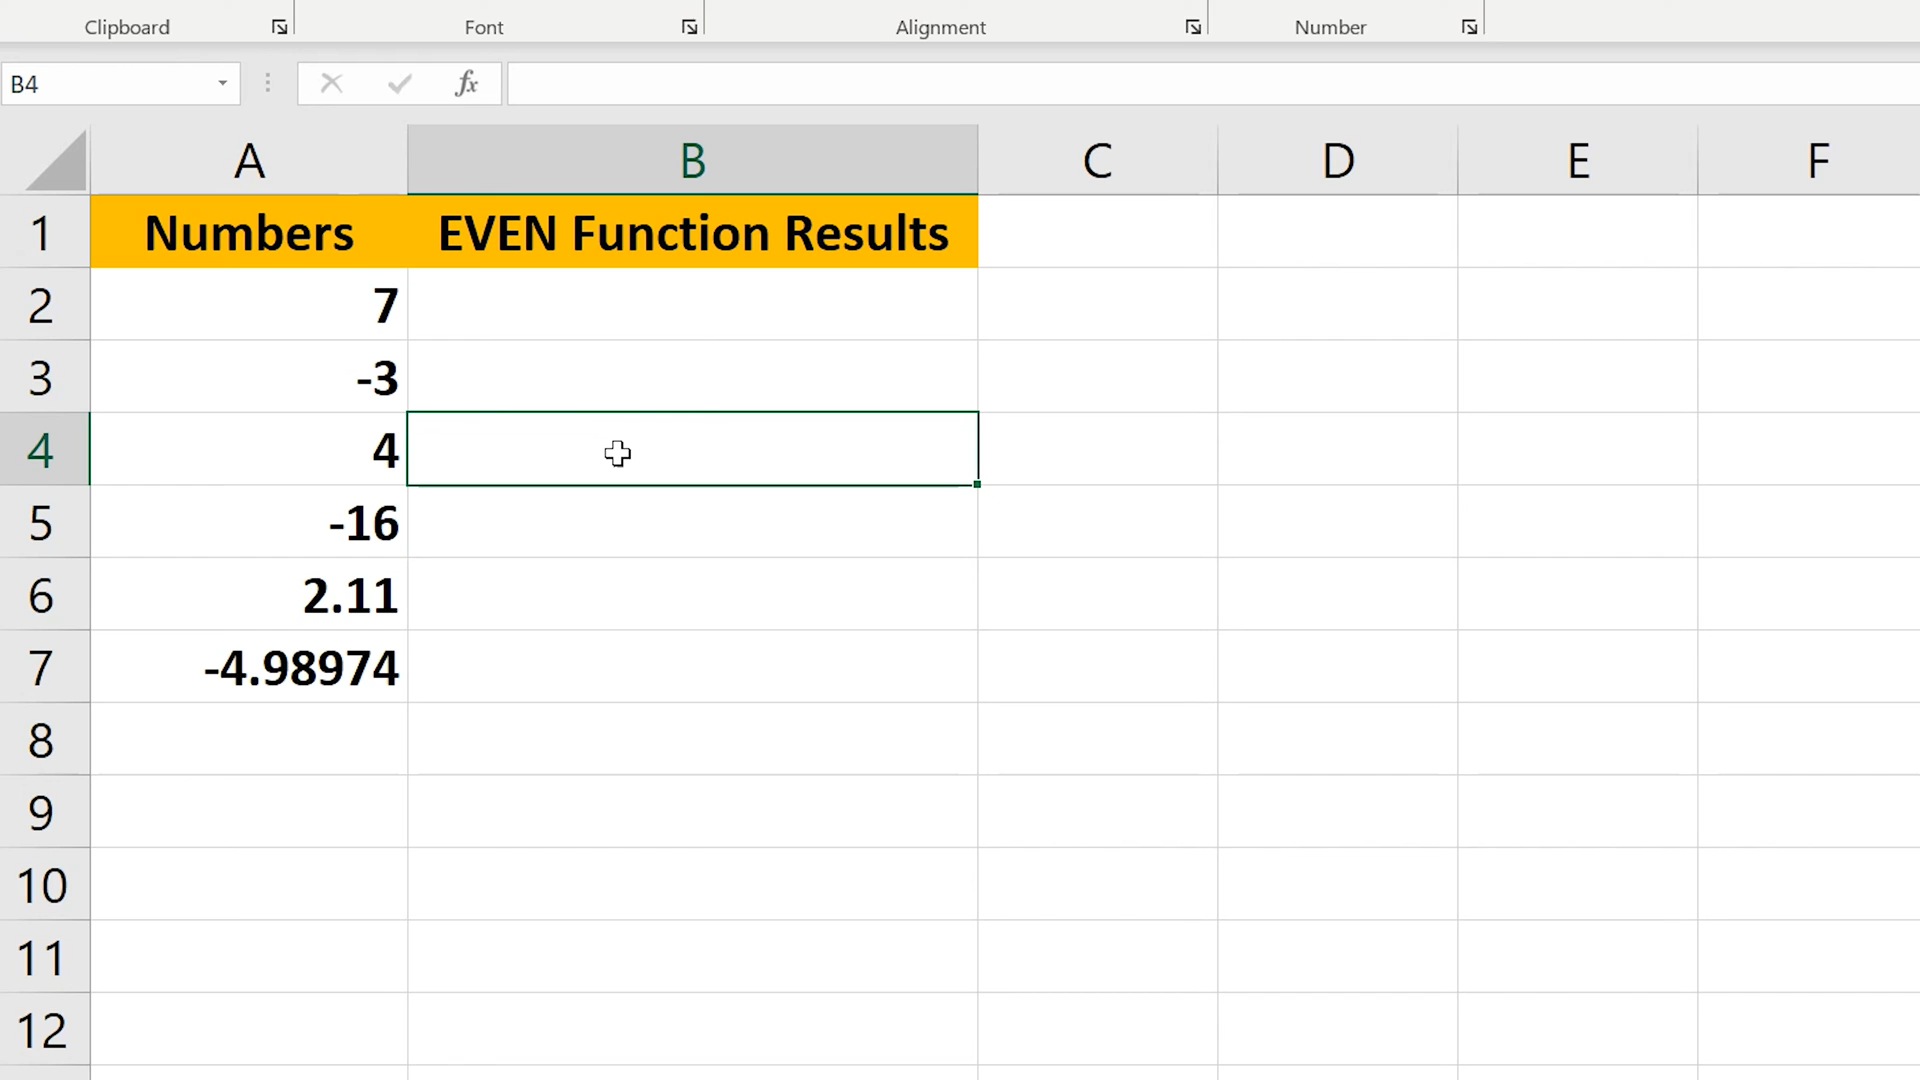 Clipboard Font Alignment Number
B4 fx
A B C D E F
1 Numbers EVEN Function Results
2 7
3 -3
4 4
5 -16
6 2.11
7 -4.98974
8
9
10
11
12